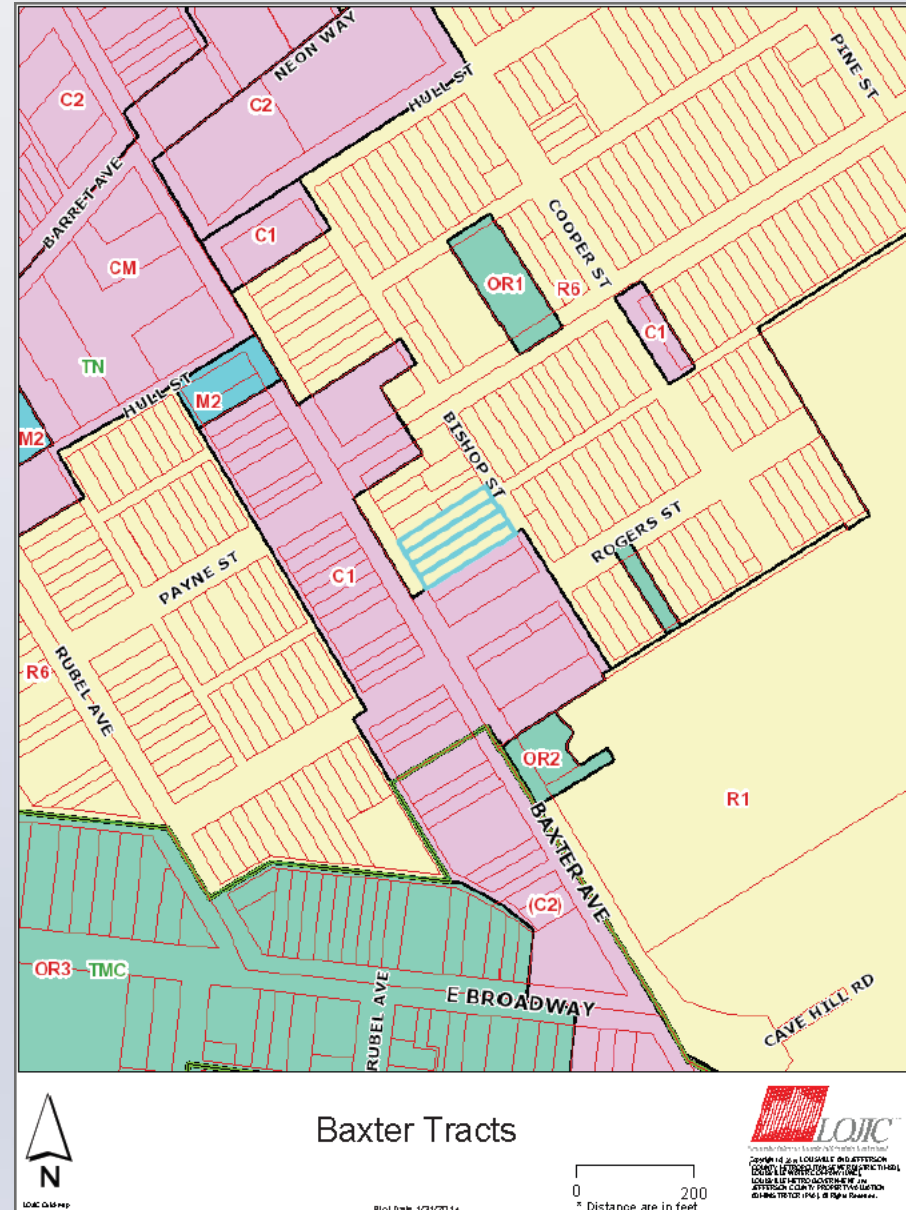 NEON WAY
PINE ST
C2
C2
HULL ST
BARRET AVE
COOPER ST
C1
CM
OR1
R6
C1
TN
HULL ST
M2
M2
BISHOP ST
ROGERS ST
PAYNE ST
C1
RUBEL AVE
R6
OR2
R1
BAXTER AVE
(C2)
OR3
TMC
RUBEL AVE
E BROADWAY
CAVE HILL RD
N
Baxter Tracts
LOJIC
0
200
* Distance are in feet